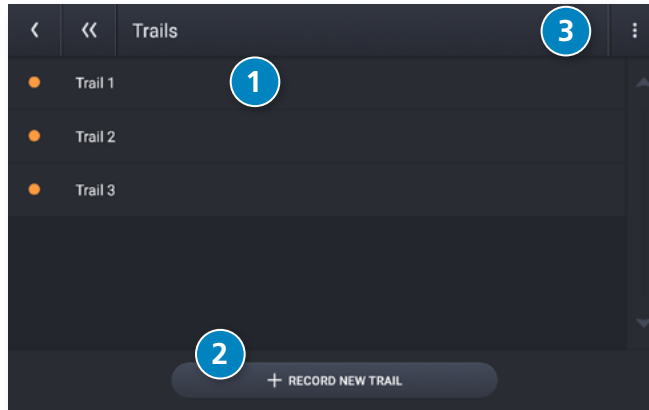 Trails
3
Trail 1
1
Trail 2
Trail 3
2
+ RECORD NEW TRAIL